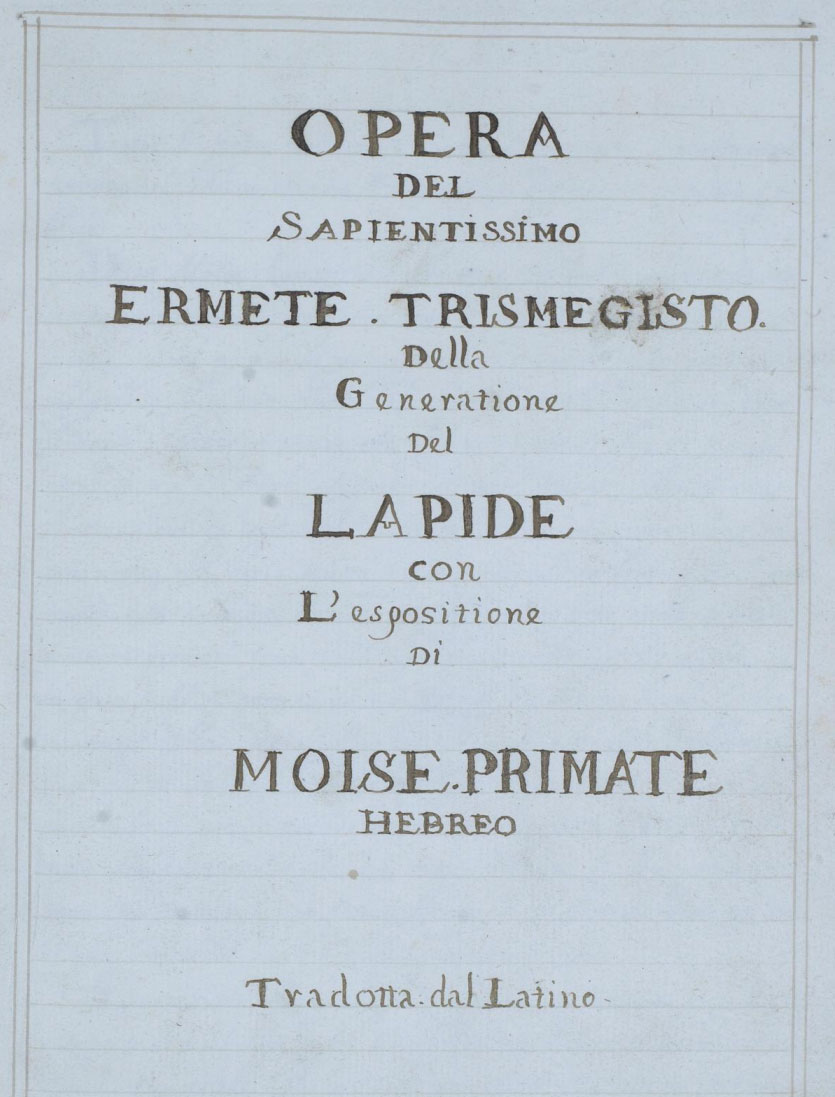 OPERA
DEL
SAPIENTISSIMO
ERMETE . TRISMEGISTO.
Della
Generatione
Del
LAPIDE
con
L'espositione
Di
MOISE . PRIMATE
HEBREO
Tradotta . dal Latino .